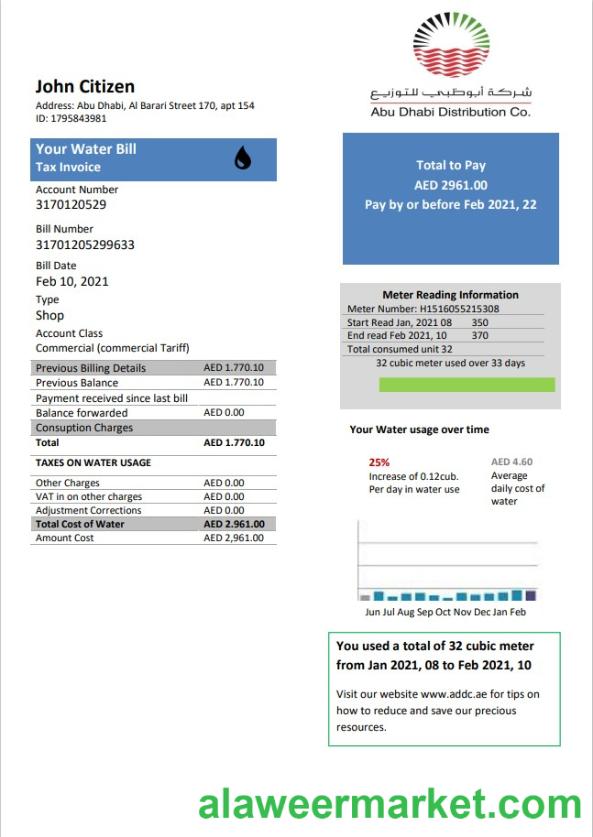 John Citizen
Address: Abu Dhabi, Al Barari Street 170, apt 154
ID: 1795843981
شركة أبوظبي للتوزيع
Abu Dhabi Distribution Co.
Your Water Bill
Tax Invoice
Total to Pay
AED 2961.00
Pay by or before Feb 2021, 22
Account Number
3170120529
Bill Number
31701205299633
Bill Date
Feb 10, 2021
Type
Shop
Account Class
Commercial (commercial Tariff)
Previous Billing Details AED 1.770.10
Previous Balance AED 1.770.10
Payment received since last bill
Balance forwarded AED 0.00
Consuption Charges
Total AED 1.770.10
TAXES ON WATER USAGE
Other Charges AED 0.00
VAT in on other charges AED 0.00
Adjustment Corrections AED 0.00
Total Cost of Water AED 2.961.00
Amount Cost AED 2,961.00
Meter Reading Information
Meter Number: H1516055215308
Start Read Jan, 2021 08 350
End read Feb 2021, 10 370
Total consumed unit 32
32 cubic meter used over 33 days
Your Water usage over time
25% AED 4.60
Increase of 0.12cub. Average
Per day in water use daily cost of
water
Jun Jul Aug Sep Oct Nov Dec Jan Feb
You used a total of 32 cubic meter
from Jan 2021, 08 to Feb 2021, 10
Visit our website www.addc.ae for tips on
how to reduce and save our precious
resources.
alaweermarket.com